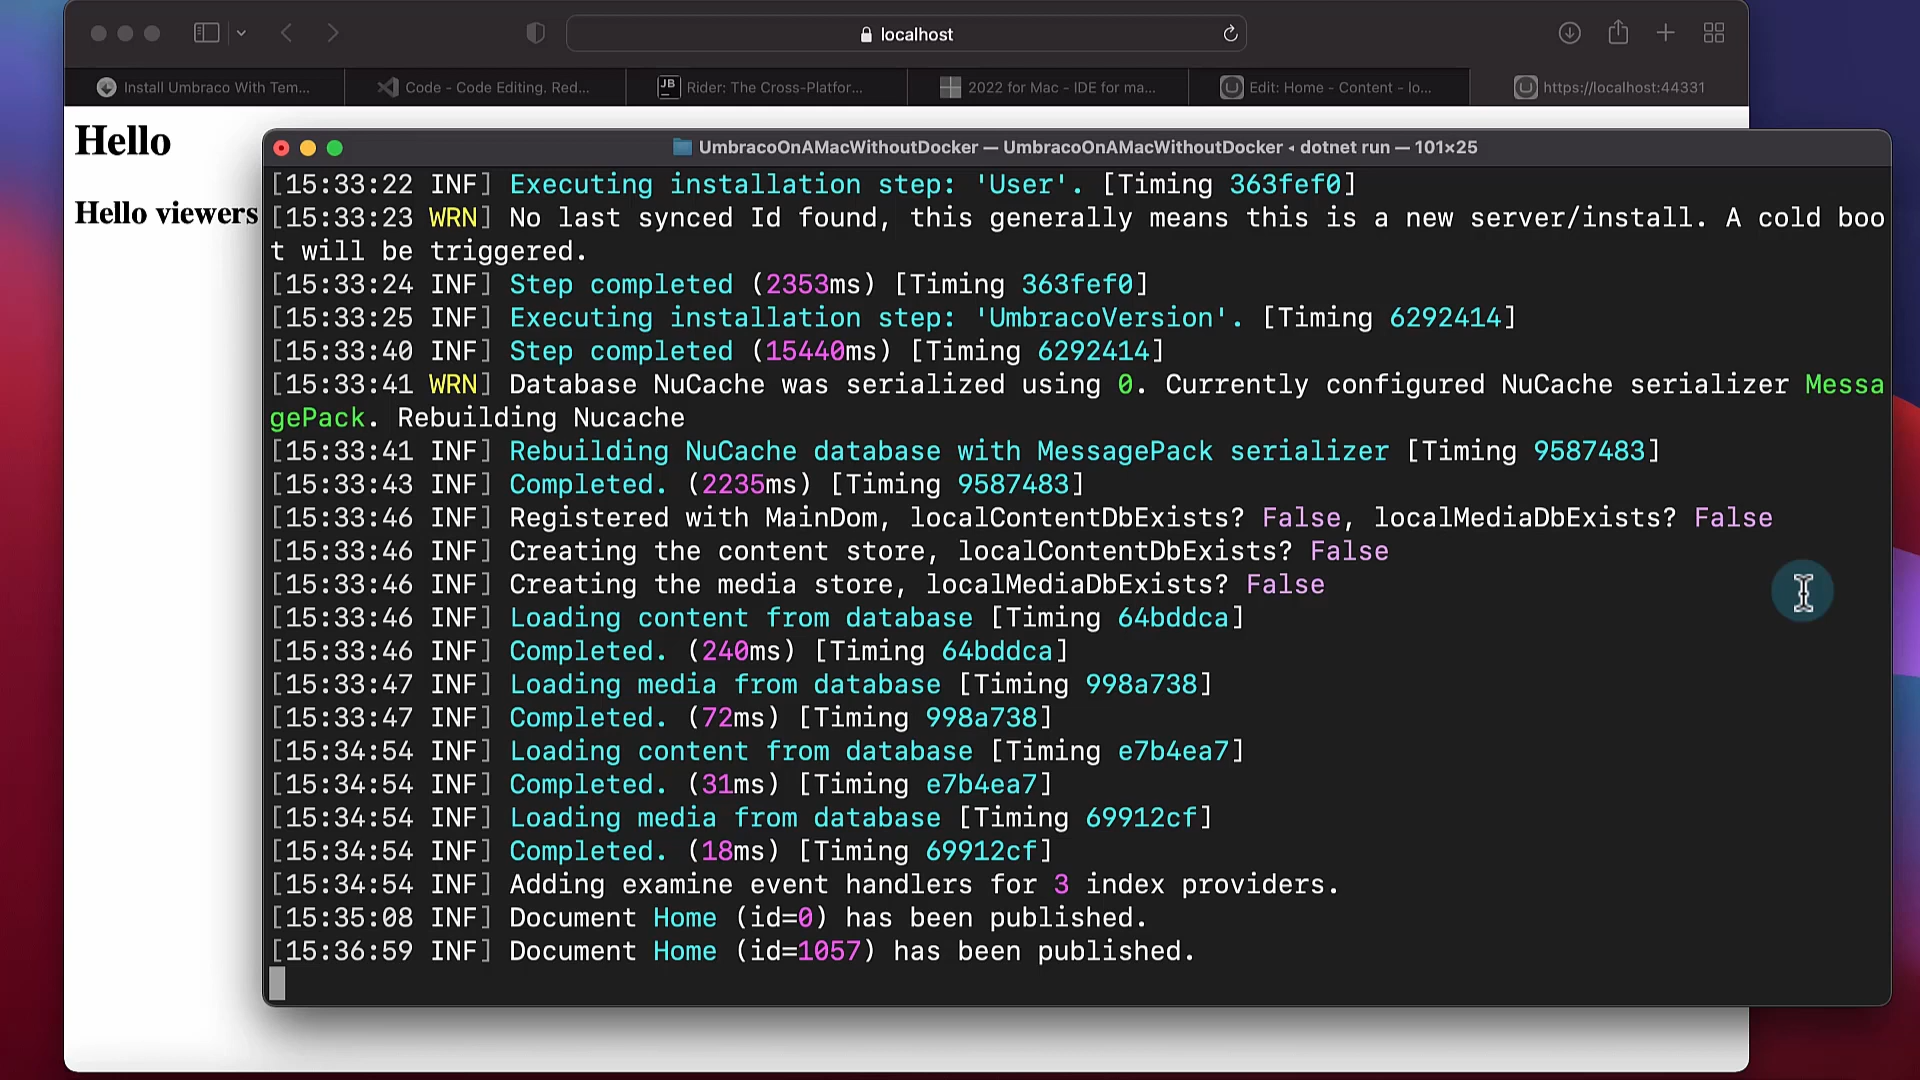 localhost
Install Umbraco With Tem...
Code - Code Editing. Red...
JB Rider: The Cross-Platfor...
2022 for Mac - IDE for ma...
Edit: Home - Content - lo...
https://localhost:44331
Hello
Hello viewers
UmbracoOnAMacWithoutDocker — UmbracoOnAMacWithoutDocker ◂ dotnet run — 101×25
[15:33:22 INF] Executing installation step: 'User'. [Timing 363fef0]
[15:33:23 WRN] No last synced Id found, this generally means this is a new server/install. A cold boo
t will be triggered.
[15:33:24 INF] Step completed (2353ms) [Timing 363fef0]
[15:33:25 INF] Executing installation step: 'UmbracoVersion'. [Timing 6292414]
[15:33:40 INF] Step completed (15440ms) [Timing 6292414]
[15:33:41 WRN] Database NuCache was serialized using 0. Currently configured NuCache serializer Messa
gePack. Rebuilding Nucache
[15:33:41 INF] Rebuilding NuCache database with MessagePack serializer [Timing 9587483]
[15:33:43 INF] Completed. (2235ms) [Timing 9587483]
[15:33:46 INF] Registered with MainDom, localContentDbExists? False, localMediaDbExists? False
[15:33:46 INF] Creating the content store, localContentDbExists? False
[15:33:46 INF] Creating the media store, localMediaDbExists? False
[15:33:46 INF] Loading content from database [Timing 64bddca]
[15:33:46 INF] Completed. (240ms) [Timing 64bddca]
[15:33:47 INF] Loading media from database [Timing 998a738]
[15:33:47 INF] Completed. (72ms) [Timing 998a738]
[15:34:54 INF] Loading content from database [Timing e7b4ea7]
[15:34:54 INF] Completed. (31ms) [Timing e7b4ea7]
[15:34:54 INF] Loading media from database [Timing 69912cf]
[15:34:54 INF] Completed. (18ms) [Timing 69912cf]
[15:34:54 INF] Adding examine event handlers for 3 index providers.
[15:35:08 INF] Document Home (id=0) has been published.
[15:36:59 INF] Document Home (id=1057) has been published.